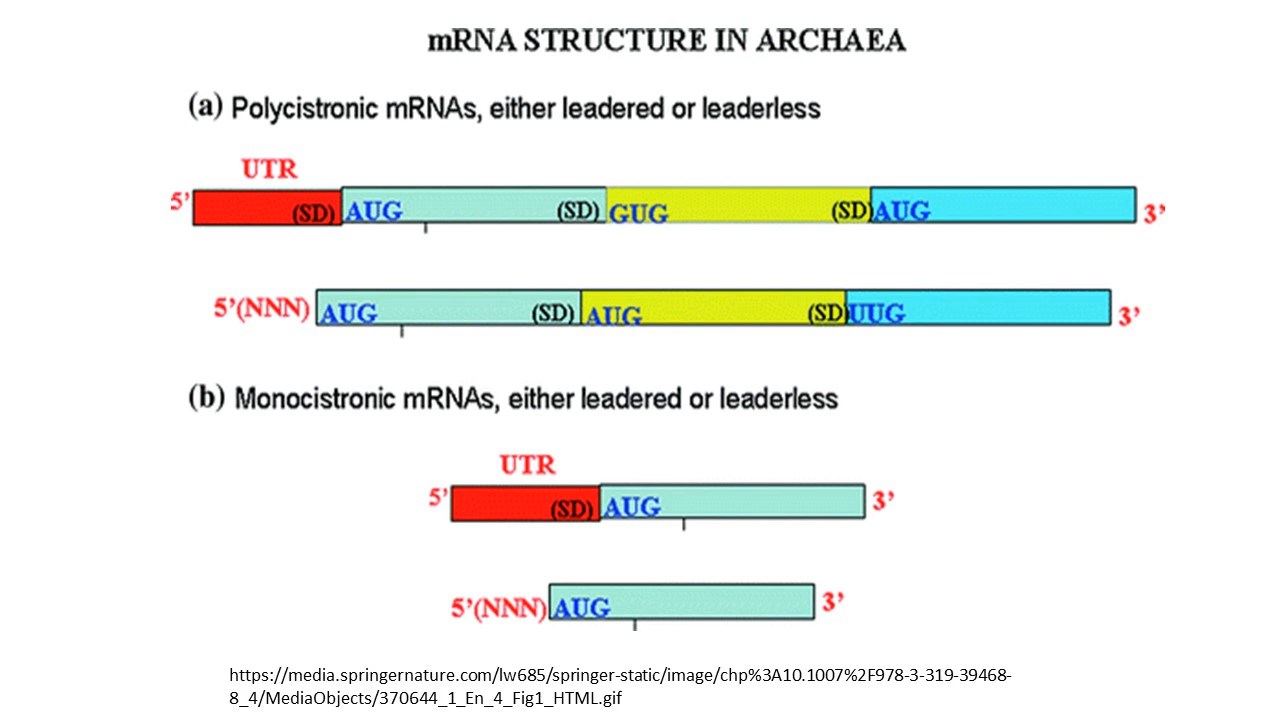 mRNA STRUCTURE IN ARCHAEA
(a) Polycistronic mRNAs, either leadered or leaderless
UTR
5’ (SD) AUG (SD) GUG (SD) AUG 3’
5’(NNN) AUG (SD) AUG (SD) UUG 3’
(b) Monocistronic mRNAs, either leadered or leaderless
UTR
5’ (SD) AUG 3’
5’(NNN) AUG 3’
https://media.springernature.com/lw685/springer-static/image/chp%3A10.1007%2F978-3-319-39468-
8_4/MediaObjects/370644_1_En_4_Fig1_HTML.gif